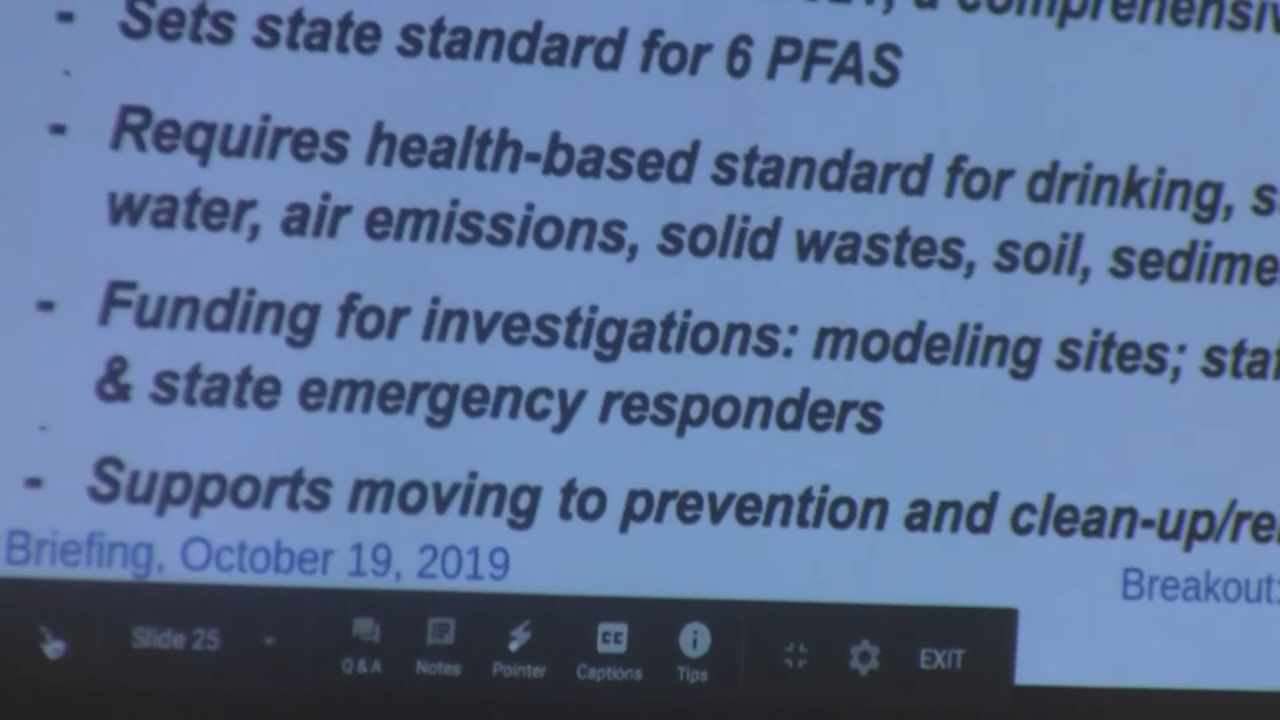 - Sets state standard for 6 PFAS
- Requires health-based standard for drinking,
water, air emissions, solid wastes, soil,
- Funding for investigations: modeling sites;
& state emergency responders
- Supports moving to prevention and
Briefing, October 19, 2019
Breakout:
Slide 25
Q & A Notes Pointer CC Captions Tips EXIT